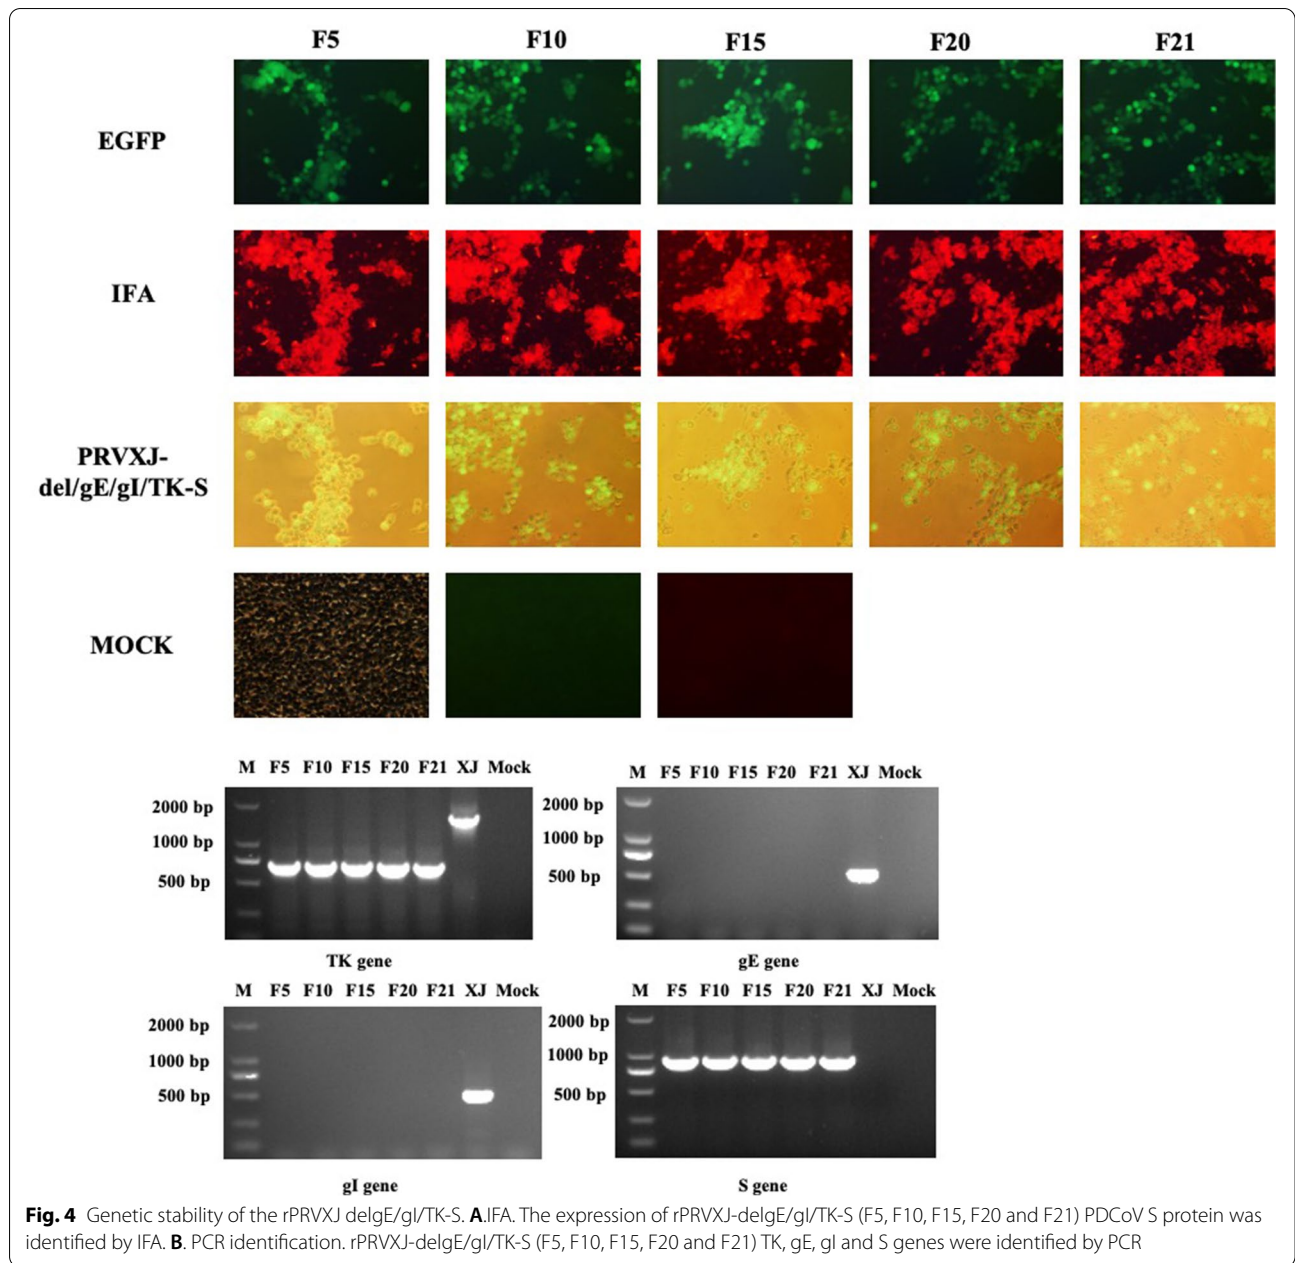 F5 F10 F15 F20 F21
EGFP
IFA
PRVXJ-
del/gE/gI/TK-S
MOCK
M F5 F10 F15 F20 F21 XJ Mock
2000 bp
1000 bp
500 bp
TK gene
M F5 F10 F15 F20 F21 XJ Mock
2000 bp
1000 bp
500 bp
gE gene
M F5 F10 F15 F20 F21 XJ Mock
2000 bp
1000 bp
500 bp
gI gene
M F5 F10 F15 F20 F21 XJ Mock
2000 bp
1000 bp
500 bp
S gene
Fig. 4 Genetic stability of the rPRVXJ delgE/gI/TK-S. A.IFA. The expression of rPRVXJ-delgE/gI/TK-S (F5, F10, F15, F20 and F21) PDCoV S protein was
identified by IFA. B. PCR identification. rPRVXJ-delgE/gI/TK-S (F5, F10, F15, F20 and F21) TK, gE, gI and S genes were identified by PCR